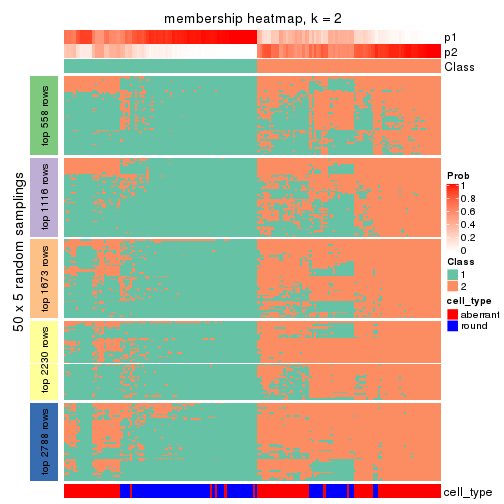 membership heatmap, k = 2
p1
p2
Class
50 x 5 random samplings
top 558 rows
top 1116 rows
top 1673 rows
top 2230 rows
top 2788 rows
Prob
1
0.8
0.6
0.4
0.2
0
Class
1
2
cell_type
aberrant
round
cell_type